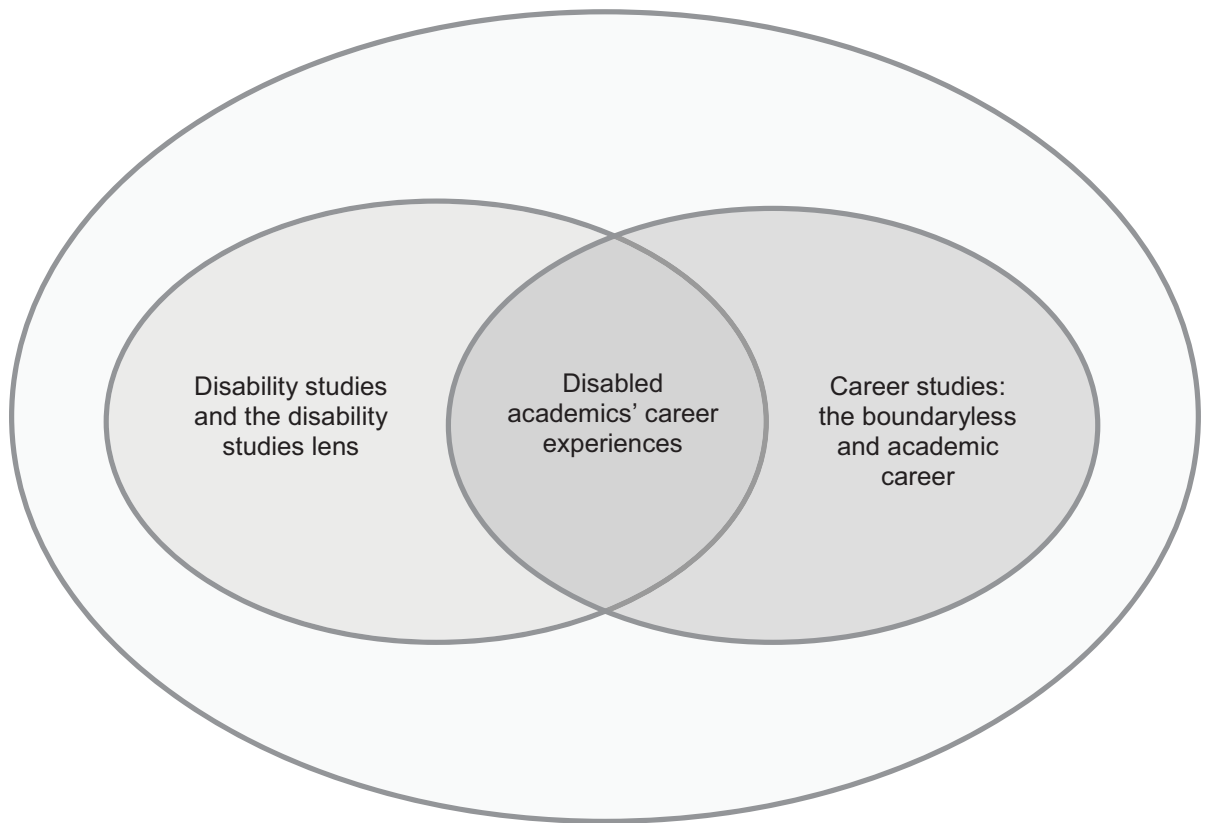 Disability studies
and the disability
studies lens
Disabled
academics’ career
experiences
Career studies:
the boundaryless
and academic
career